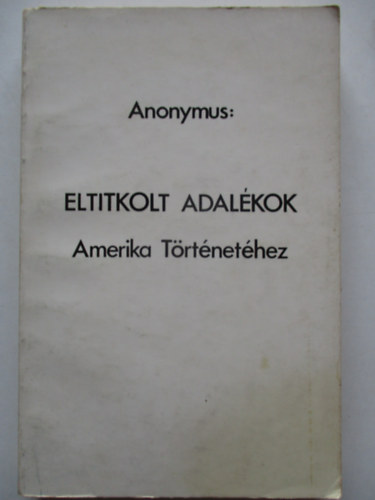 Anonymus:
ELTITKOLT ADALÉKOK
Amerika Történetéhez